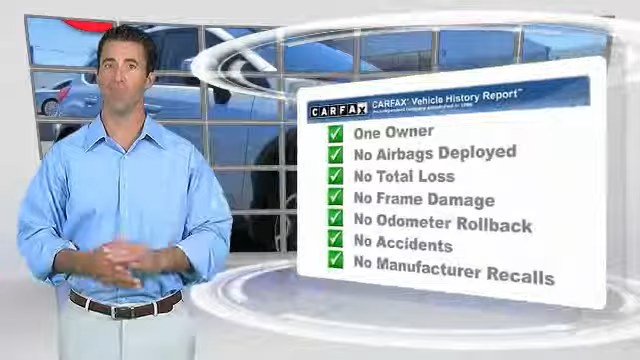 CARFAX CARFAX Vehicle History Report™
One Owner
No Airbags Deployed
No Total Loss
No Frame Damage
No Odometer Rollback
No Accidents
No Manufacturer Recalls